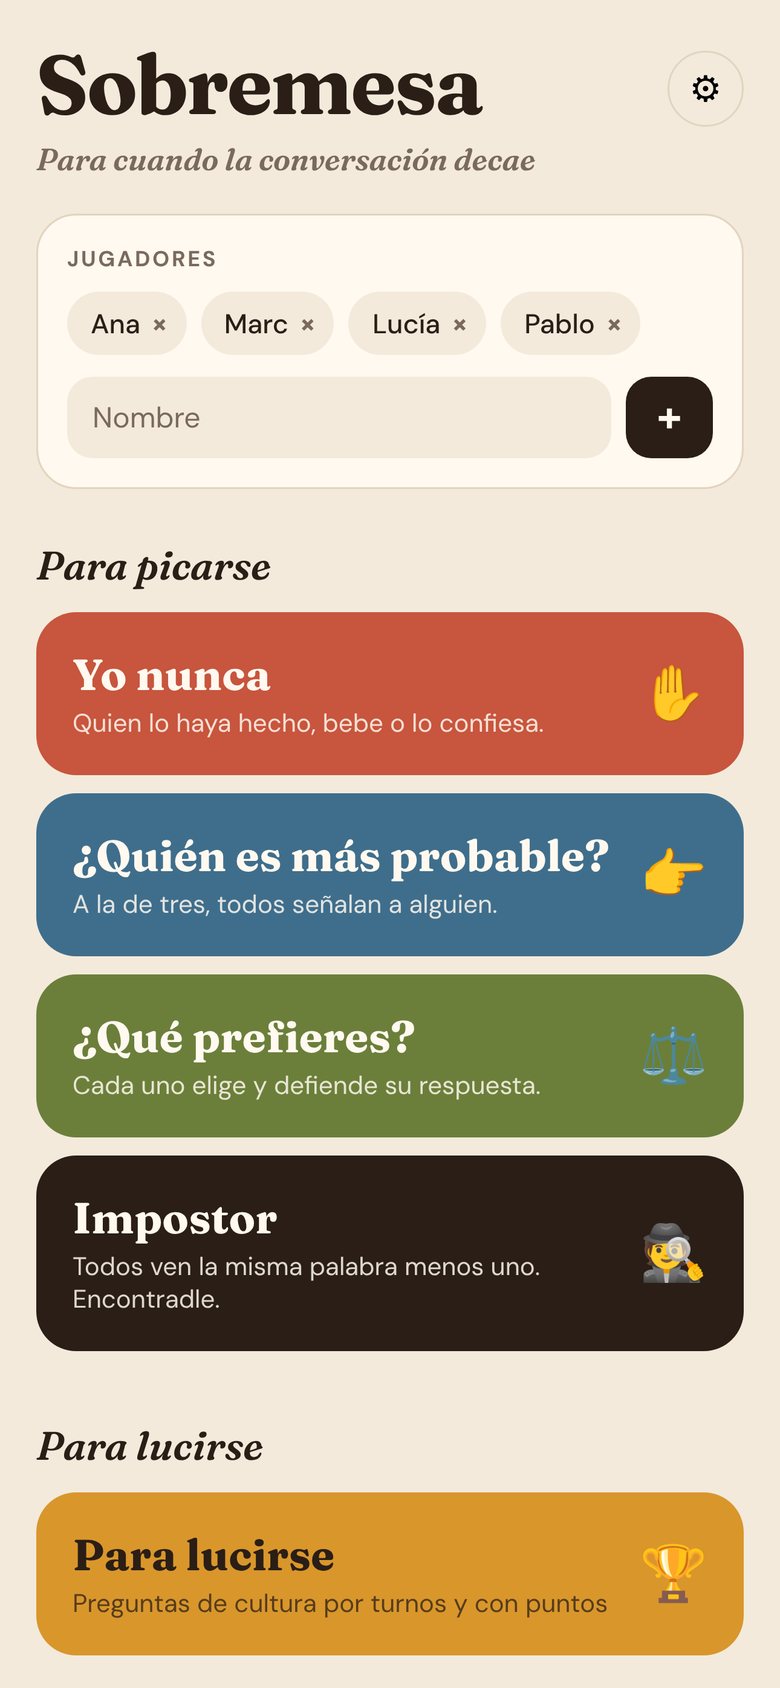 Sobremesa
Para cuando la conversación decae
JUGADORES
Ana ×
Marc ×
Lucía ×
Pablo ×
Nombre
+
Para picarse
Yo nunca
Quien lo haya hecho, bebe o lo confiesa.
¿Quién es más probable?
A la de tres, todos señalan a alguien.
¿Qué prefieres?
Cada uno elige y defiende su respuesta.
Impostor
Todos ven la misma palabra menos uno.
Encontradle.
Para lucirse
Para lucirse
Preguntas de cultura por turnos y con puntos